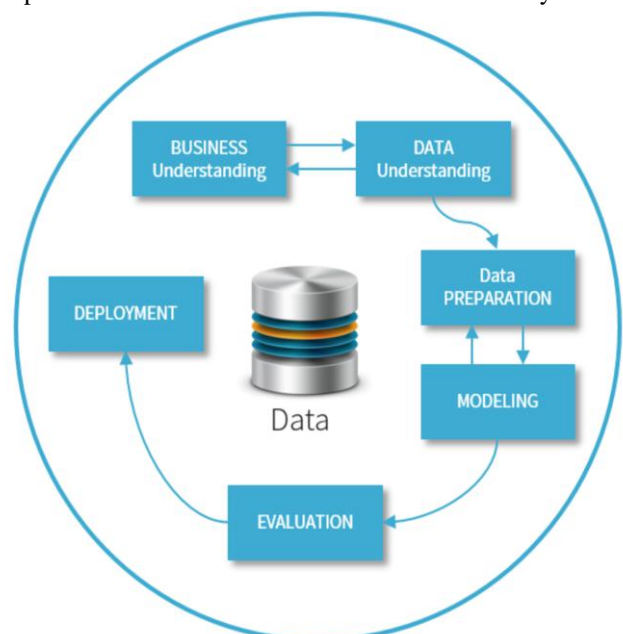 BUSINESS
Understanding
DATA
Understanding
Data
PREPARATION
DEPLOYMENT
MODELING
Data
EVALUATION